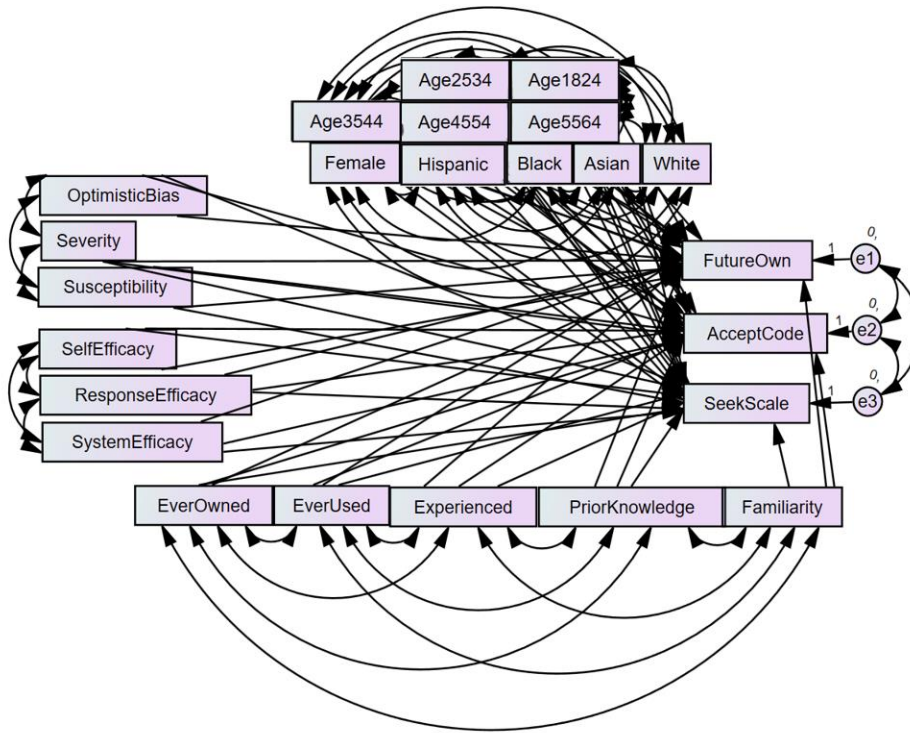 Age2534 Age1824
Age3544 Age4554 Age5564
Female Hispanic Black Asian White
OptimisticBias
Severity
Susceptibility
SelfEfficacy
ResponseEfficacy
SystemEfficacy
0,
FutureOwn 1 e1
0,
AcceptCode 1 e2
0,
SeekScale 1 e3
EverOwned EverUsed Experienced PriorKnowledge Familiarity